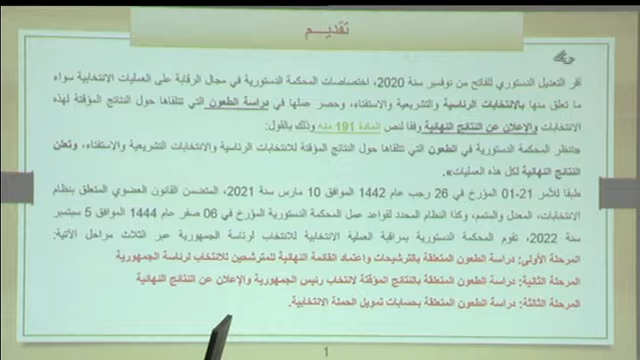 تقديـــم
أقر التعديل الدستوري للفاتح من نوفمبر سنة 2020، اختصاصات المحكمة الدستورية في مجال الرقابة على العمليات الانتخابية سواء
ما تعلق منها بالانتخابات الرئاسية والتشريعية والاستفتاء، وحصر عملها في دراسة الطعون التي تتلقاها حول النتائج المؤقتة لهذه
الانتخابات والإعلان عن النتائج النهائية وفقا لنص المادة 191 منه وذلك بالقول:
«تنظر المحكمة الدستورية في الطعون التي تتلقاها حول النتائج المؤقتة للانتخابات الرئاسية والانتخابات التشريعية والاستفتاء، وتعلن
النتائج النهائية لكل هذه العمليات».
طبقا للأمر 21-01 المؤرخ في 26 رجب عام 1442 الموافق 10 مارس سنة 2021، المتضمن القانون العضوي المتعلق بنظام
الانتخابات، المعدل والمتمم، وكذا النظام المحدد لقواعد عمل المحكمة الدستورية المؤرخ في 06 صفر عام 1444 الموافق 5 سبتمبر
سنة 2022، تقوم المحكمة الدستورية بمراقبة العملية الانتخابية للانتخاب لرئاسة الجمهورية عبر الثلاث مراحل الآتية:
المرحلة الأولى: دراسة الطعون المتعلقة بالترشيحات واعتماد القائمة النهائية للمترشحين للانتخاب لرئاسة الجمهورية
المرحلة الثانية: دراسة الطعون المتعلقة بالنتائج المؤقتة لانتخاب رئيس الجمهورية والإعلان عن النتائج النهائية
المرحلة الثالثة: دراسة الطعون المتعلقة بحسابات تمويل الحملة الانتخابية.
1